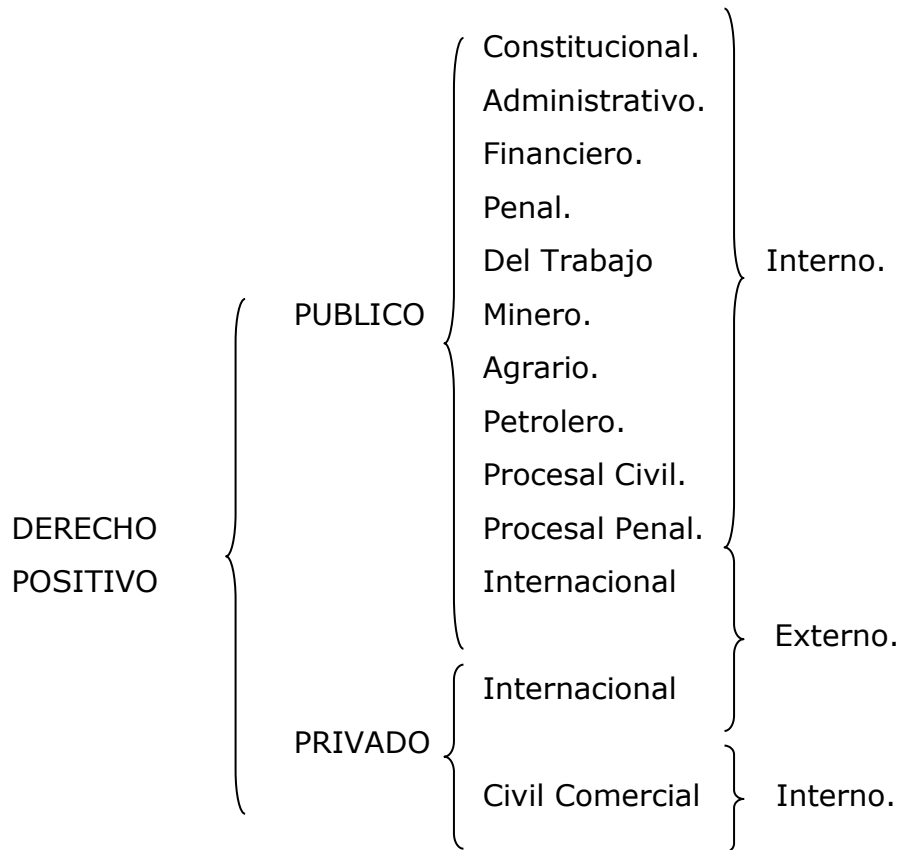 Constitucional.
Administrativo.
Financiero.
Penal.
Del Trabajo
Interno.
PUBLICO
Minero.
Agrario.
Petrolero.
Procesal Civil.
DERECHO
Procesal Penal.
POSITIVO
Internacional
Externo.
Internacional
PRIVADO
Civil Comercial
Interno.